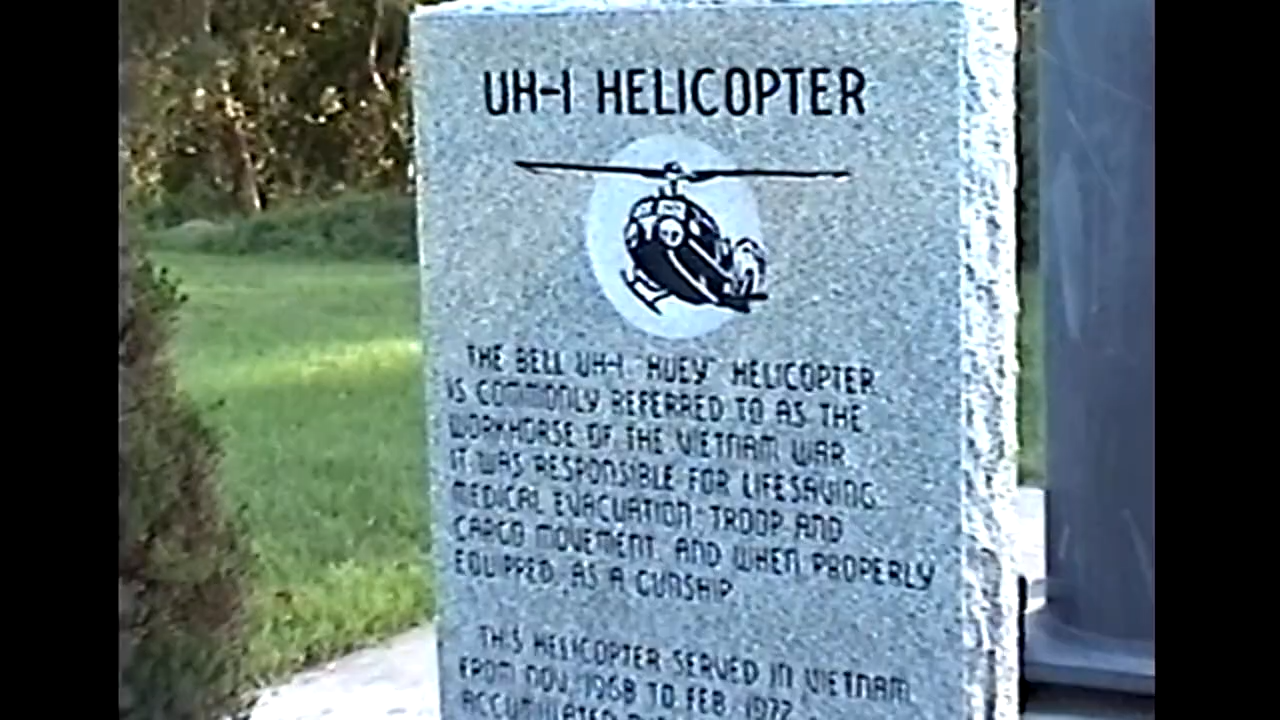 UH-1 HELICOPTER
THE BELL UH-1 "HUEY" HELICOPTER
IS COMMONLY REFERRED TO AS THE
WORKHORSE OF THE VIETNAM WAR.
IT WAS RESPONSIBLE FOR LIFESAVING
MEDICAL EVACUATION, TROOP AND
CARGO MOVEMENT, AND WHEN PROPERLY
EQUIPPED, AS A GUNSHIP.
THIS HELICOPTER SERVED IN VIETNAM
FROM NOV. 1968 TO FEB. 1972
ACCUMULATED